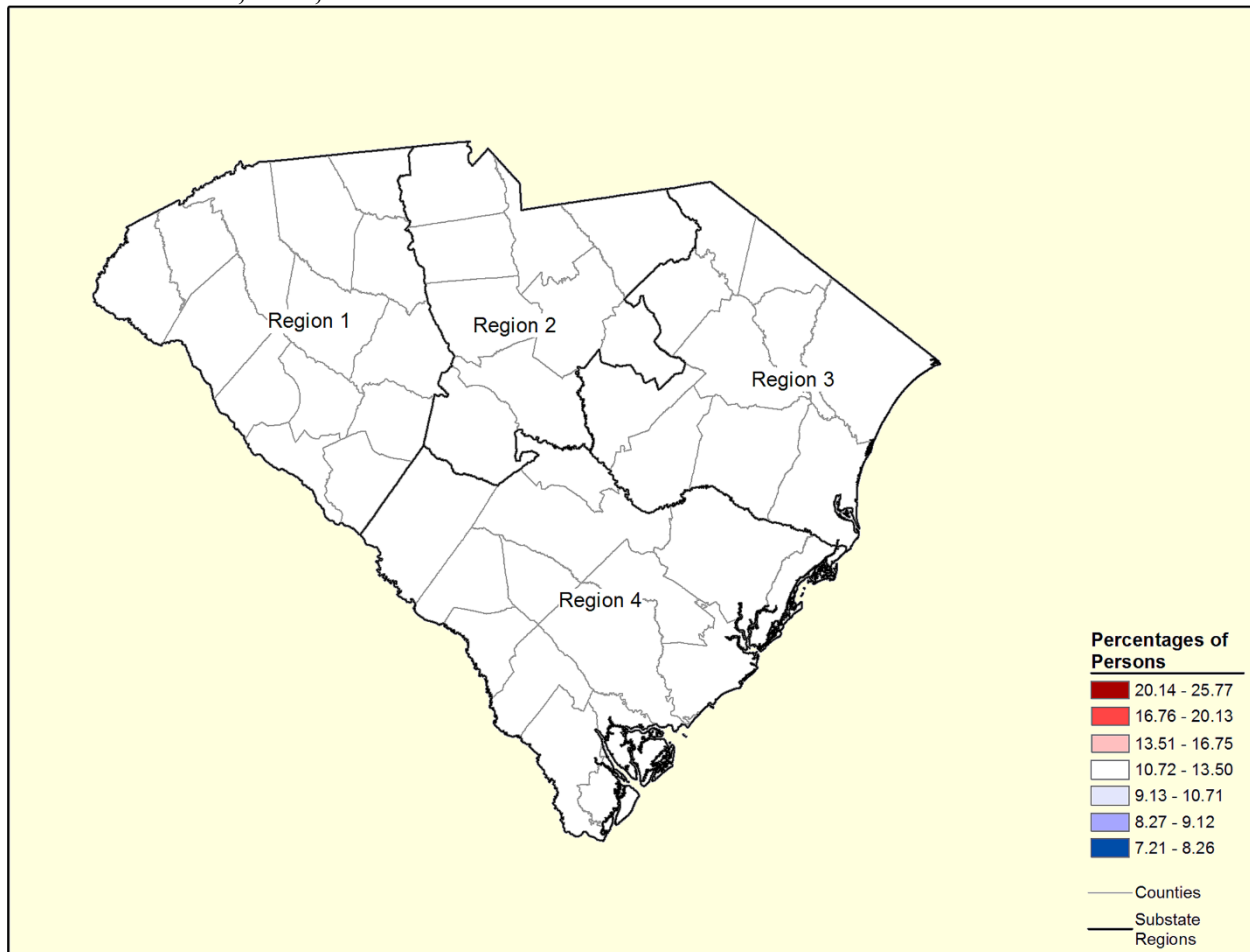 Region 1
Region 2
Region 3
Region 4
Percentages of
Persons
20.14 - 25.77
16.76 - 20.13
13.51 - 16.75
10.72 - 13.50
9.13 - 10.71
8.27 - 9.12
7.21 - 8.26
Counties
Substate
Regions